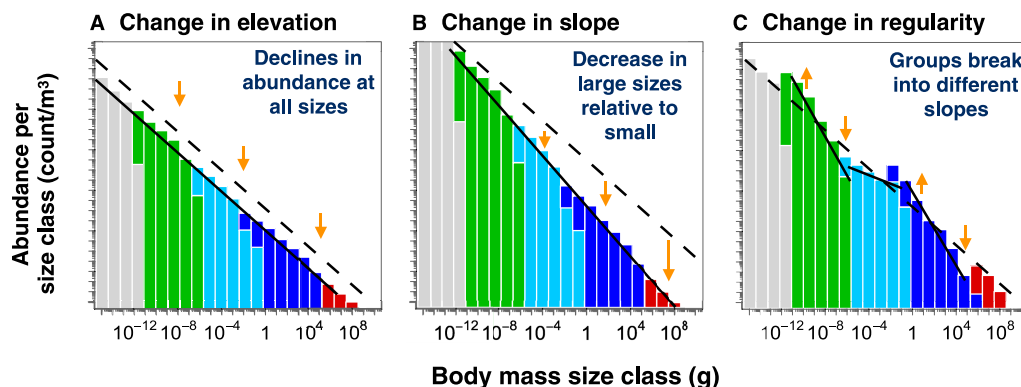 A Change in elevation
B Change in slope
C Change in regularity
Declines in
abundance at
all sizes
Decrease in
large sizes
relative to
small
Groups break
into different
slopes
Abundance per
size class (count/m³)
10⁻¹² 10⁻⁸ 10⁻⁴ 1 10⁴ 10⁸
10⁻¹² 10⁻⁸ 10⁻⁴ 1 10⁴ 10⁸
10⁻¹² 10⁻⁸ 10⁻⁴ 1 10⁴ 10⁸
Body mass size class (g)